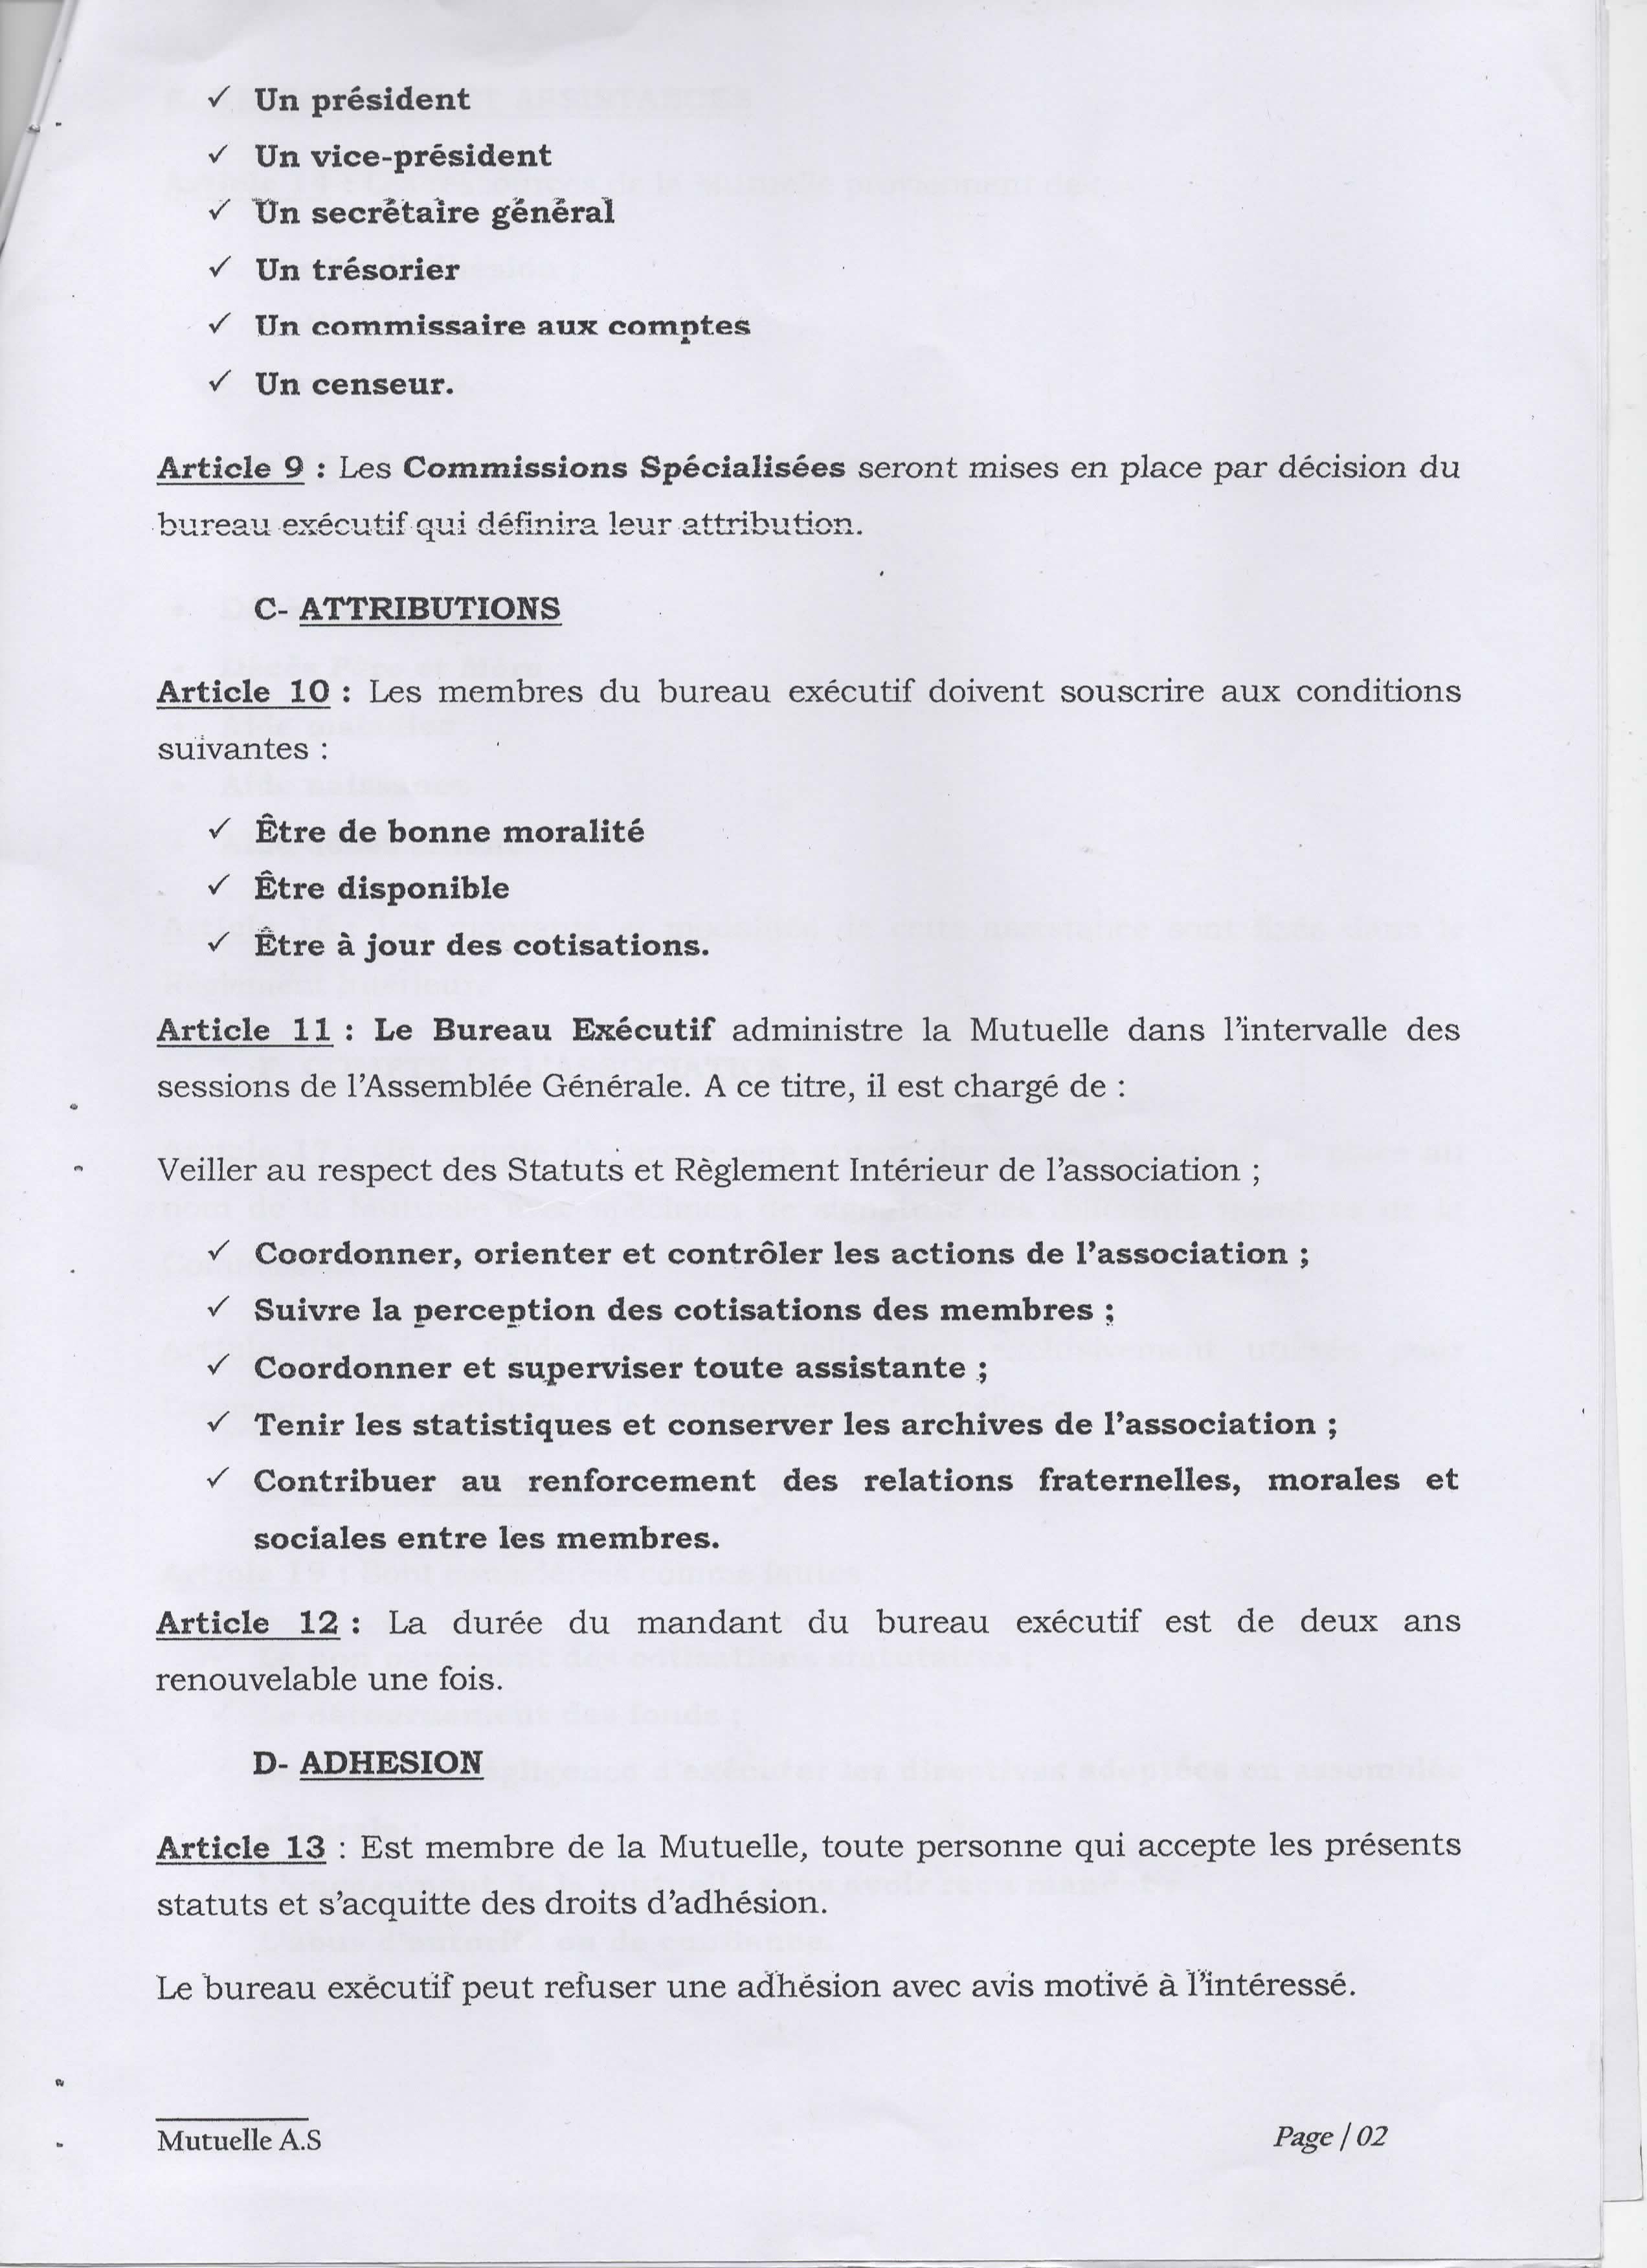 ✓ Un président
✓ Un vice-président
✓ Un secrétaire général
✓ Un trésorier
✓ Un commissaire aux comptes
✓ Un censeur.
Article 9 : Les Commissions Spécialisées seront mises en place par décision du
bureau exécutif qui définira leur attribution.
C- ATTRIBUTIONS
Article 10 : Les membres du bureau exécutif doivent souscrire aux conditions
suivantes :
✓ Être de bonne moralité
✓ Être disponible
✓ Être à jour des cotisations.
Article 11 : Le Bureau Exécutif administre la Mutuelle dans l'intervalle des
sessions de l'Assemblée Générale. A ce titre, il est chargé de :
Veiller au respect des Statuts et Règlement Intérieur de l'association ;
✓ Coordonner, orienter et contrôler les actions de l'association ;
✓ Suivre la perception des cotisations des membres ;
✓ Coordonner et superviser toute assistante ;
✓ Tenir les statistiques et conserver les archives de l'association ;
✓ Contribuer au renforcement des relations fraternelles, morales et
sociales entre les membres.
Article 12 : La durée du mandant du bureau exécutif est de deux ans
renouvelable une fois.
D- ADHESION
Article 13 : Est membre de la Mutuelle, toute personne qui accepte les présents
statuts et s'acquitte des droits d'adhésion.
Le bureau exécutif peut refuser une adhésion avec avis motivé à l'intéressé.
Mutuelle A.S
Page / 02